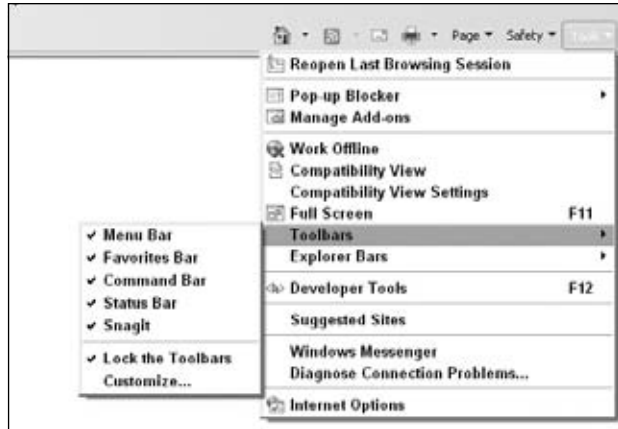 Page Safety Tools
Reopen Last Browsing Session
Pop-up Blocker
Manage Add-ons
Work Offline
Compatibility View
Compatibility View Settings
Full Screen F11
Toolbars
Explorer Bars
Developer Tools F12
Suggested Sites
Windows Messenger
Diagnose Connection Problems...
Internet Options
Menu Bar
Favorites Bar
Command Bar
Status Bar
Snagit
Lock the Toolbars
Customize...